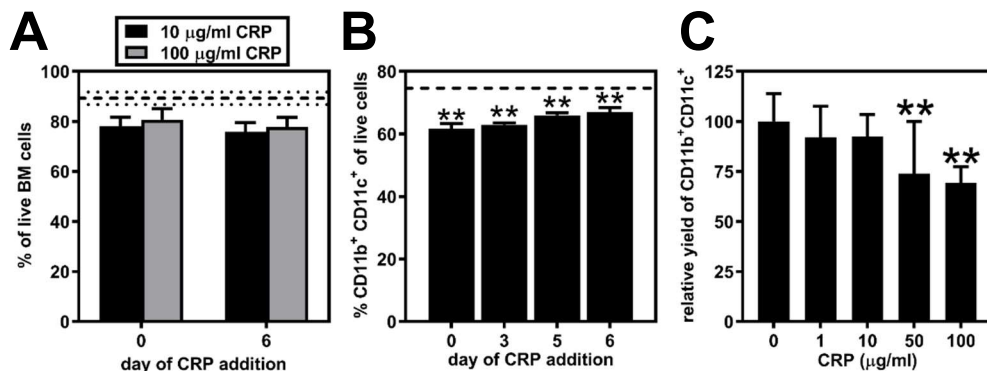 A
10 μg/ml CRP
100 μg/ml CRP
% of live BM cells
100
80
60
40
20
0
0 6
day of CRP addition
B
% CD11b⁺ CD11c⁺ of live cells
80
60
40
20
0
** ** ** **
0 3 5 6
day of CRP addition
C
relative yield of CD11b⁺CD11c⁺
125
100
75
50
25
0
** **
0 1 10 50 100
CRP (μg/ml)